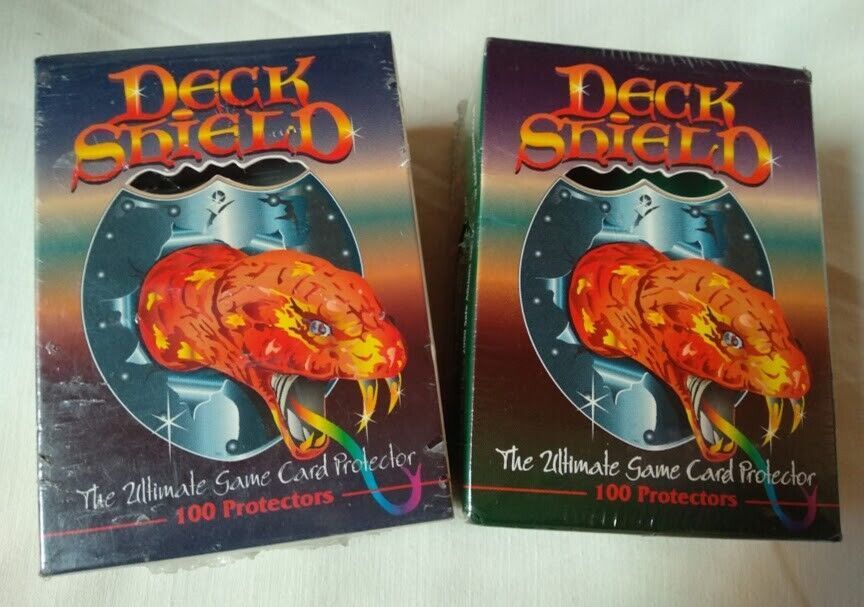 DECK
SHIELD
The Ultimate Game Card Protector
100 Protectors
DECK
SHIELD
The Ultimate Game Card Protector
100 Protectors